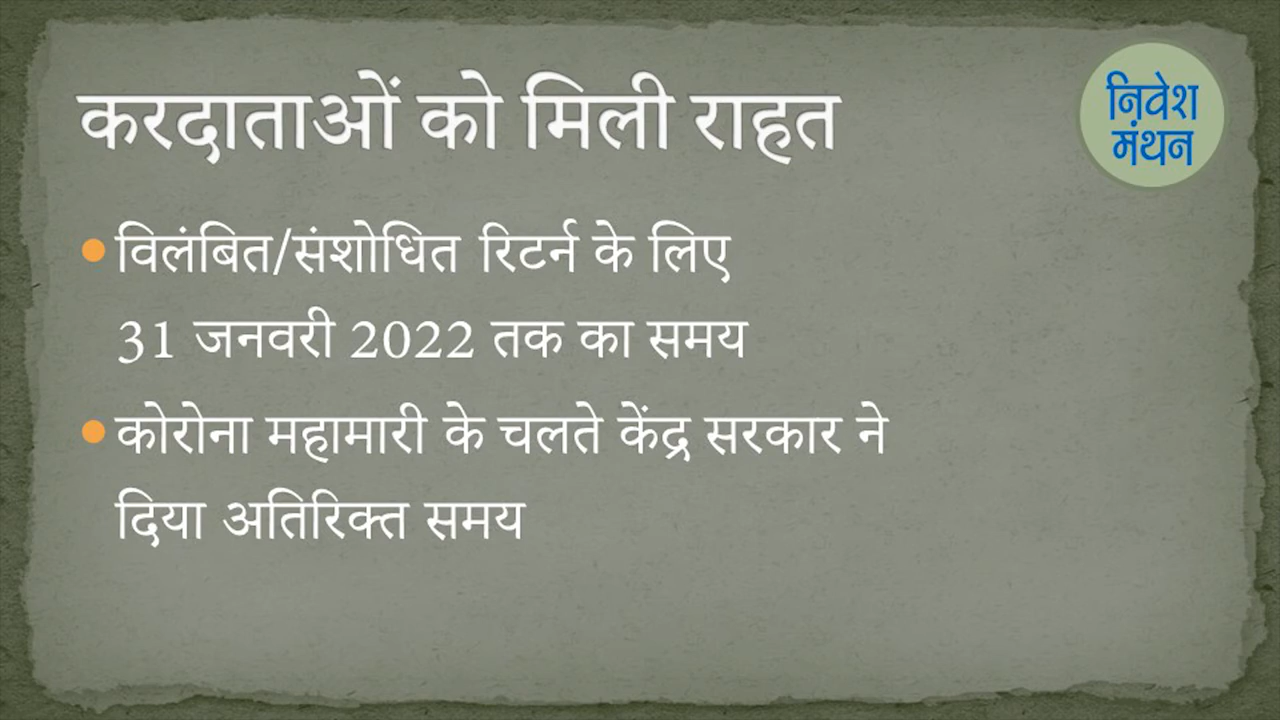 करदाताओं को मिली राहत
निवेश
मंथन
विलंबित/संशोधित रिटर्न के लिए
31 जनवरी 2022 तक का समय
कोरोना महामारी के चलते केंद्र सरकार ने
दिया अतिरिक्त समय